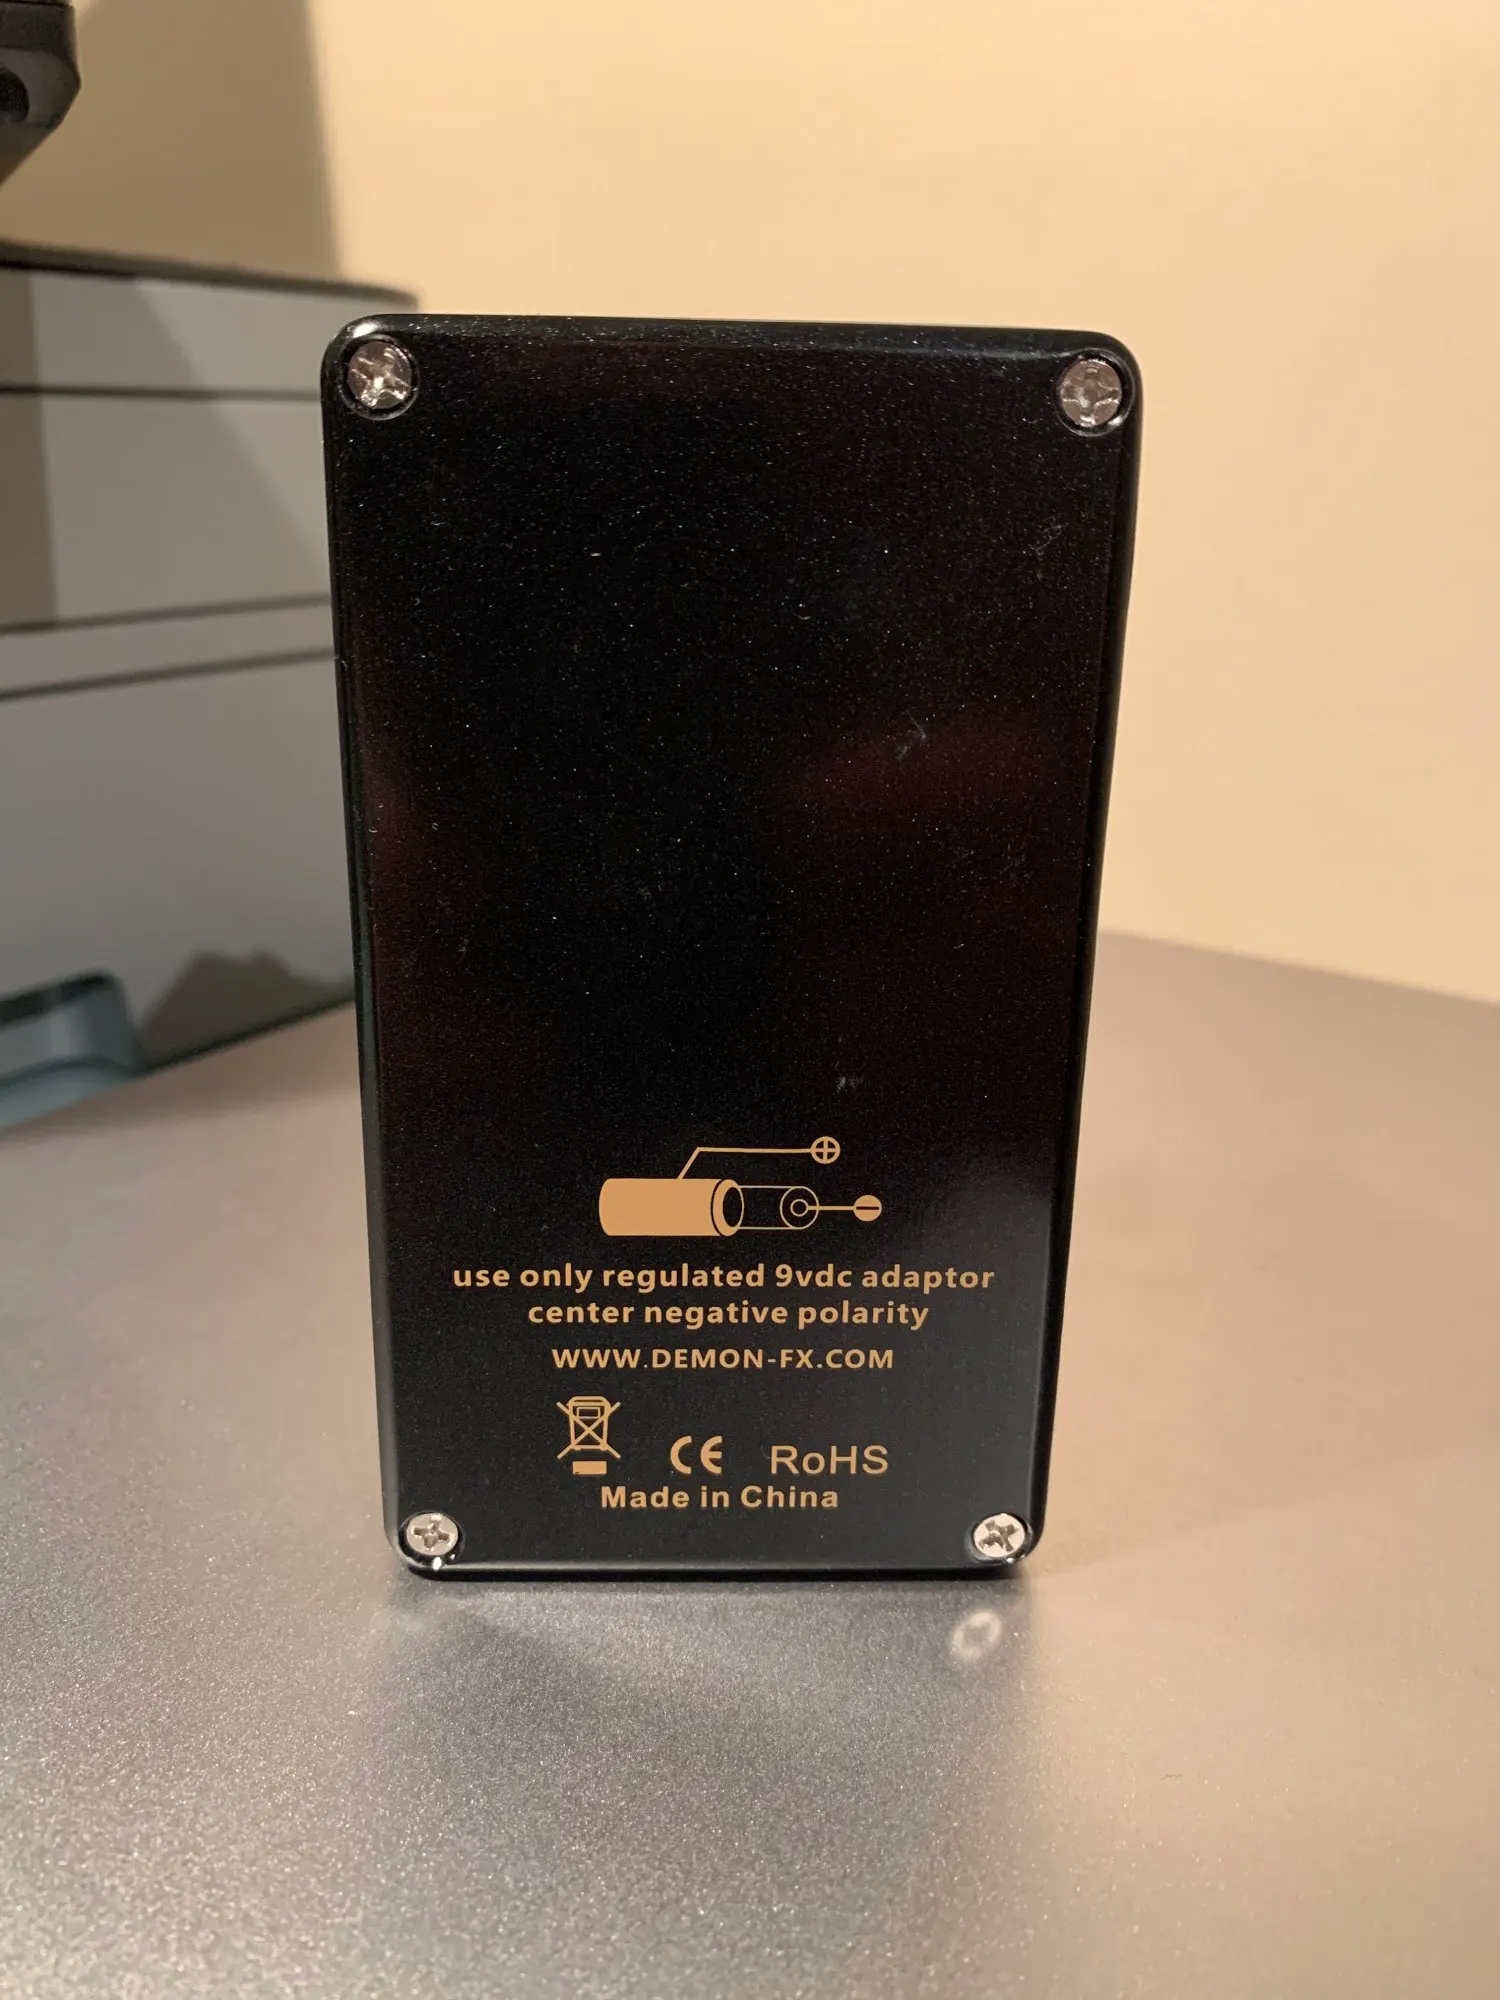 use only regulated 9vdc adaptor
center negative polarity
WWW.DEMON-FX.COM
CE RoHS
Made in China